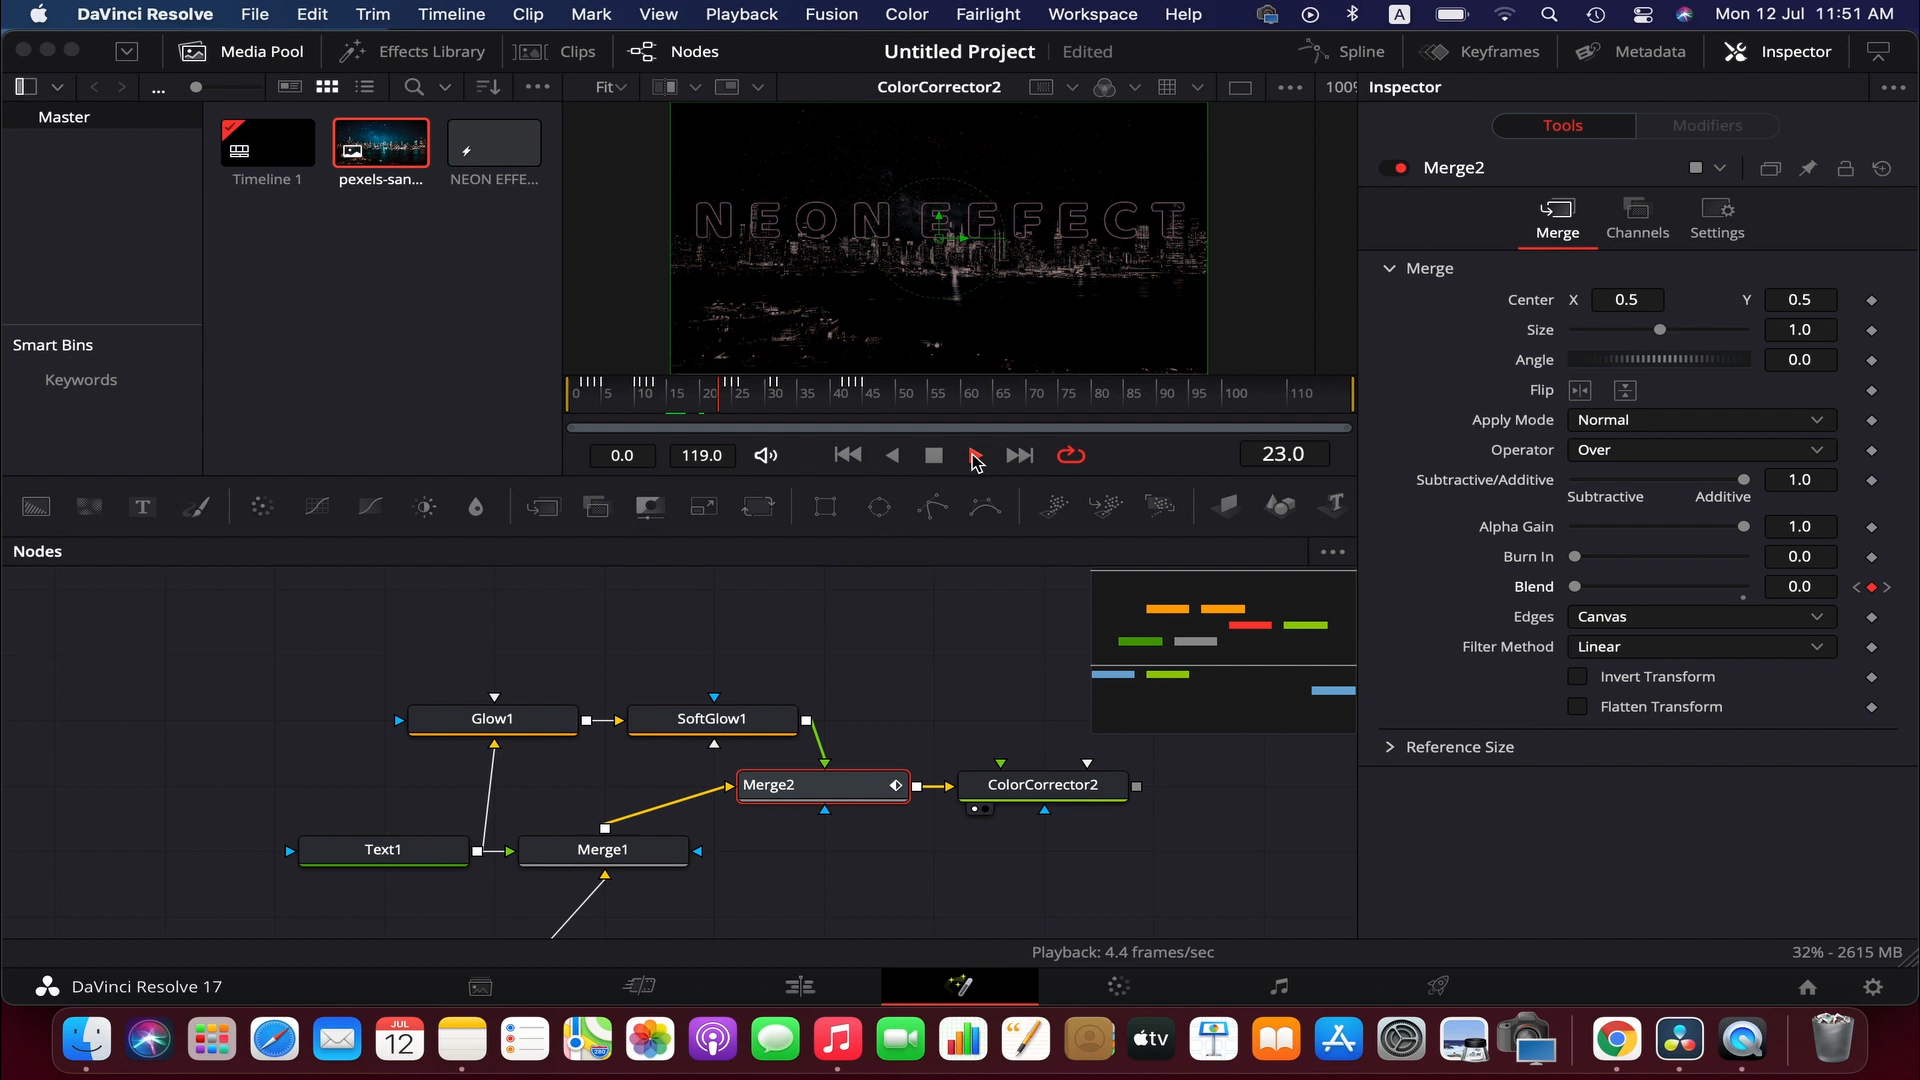 DaVinci Resolve File Edit Trim Timeline Clip Mark View Playback Fusion Color Fairlight Workspace Help A Mon 12 Jul 11:51 AM
Media Pool Effects Library Clips Nodes Untitled Project Edited Spline Keyframes Metadata Inspector
... Fit ColorCorrector2 100% Inspector
Master
Timeline 1 pexels-san... NEON EFFE...
Smart Bins
Keywords
NEON EFFECT
0 5 10 15 20 25 30 35 40 45 50 55 60 65 70 75 80 85 90 95 100 110
0.0 119.0 23.0
Nodes
Glow1 SoftGlow1
Merge2 ColorCorrector2
Text1 Merge1
Playback: 4.4 frames/sec 32% - 2615 MB
Tools Modifiers
Merge2
Merge Channels Settings
Merge
Center X 0.5 Y 0.5
Size 1.0
Angle 0.0
Flip
Apply Mode Normal
Operator Over
Subtractive/Additive 1.0
Subtractive Additive
Alpha Gain 1.0
Burn In 0.0
Blend 0.0
Edges Canvas
Filter Method Linear
Invert Transform
Flatten Transform
Reference Size
DaVinci Resolve 17
JUL
12
tv